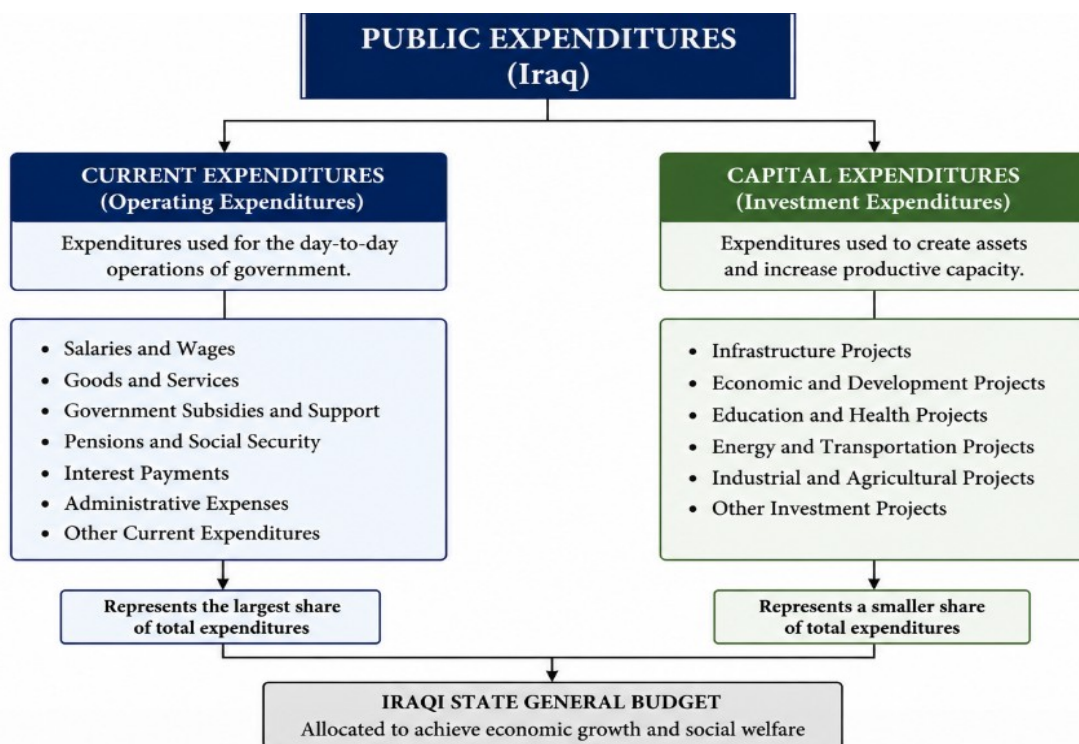 PUBLIC EXPENDITURES
(Iraq)
CURRENT EXPENDITURES
(Operating Expenditures)
Expenditures used for the day-to-day
operations of government.
• Salaries and Wages
• Goods and Services
• Government Subsidies and Support
• Pensions and Social Security
• Interest Payments
• Administrative Expenses
• Other Current Expenditures
Represents the largest share
of total expenditures
CAPITAL EXPENDITURES
(Investment Expenditures)
Expenditures used to create assets
and increase productive capacity.
• Infrastructure Projects
• Economic and Development Projects
• Education and Health Projects
• Energy and Transportation Projects
• Industrial and Agricultural Projects
• Other Investment Projects
Represents a smaller share
of total expenditures
IRAQI STATE GENERAL BUDGET
Allocated to achieve economic growth and social welfare